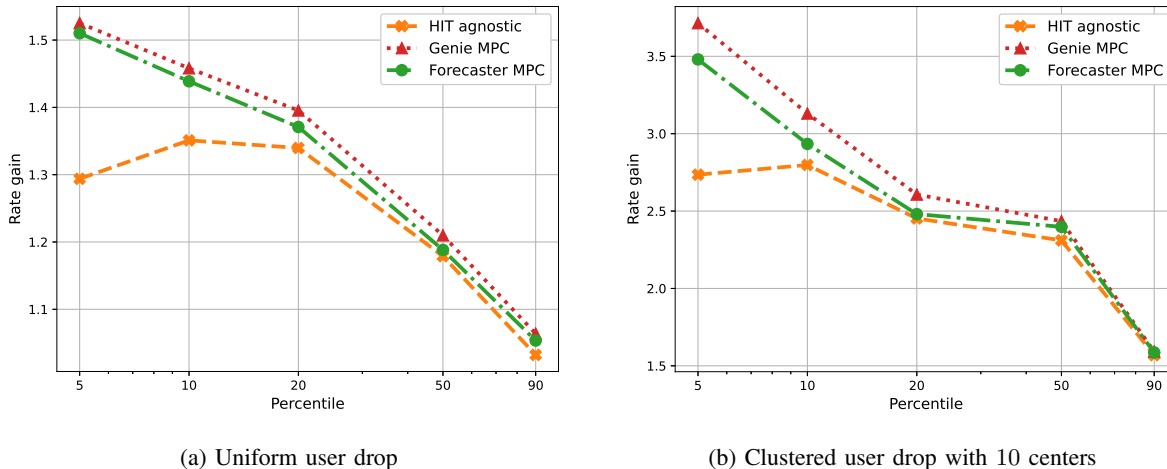 1.5
1.4
1.3
1.2
1.1
Rate gain
HIT agnostic
Genie MPC
Forecaster MPC
5
10
20
50
90
Percentile
(a) Uniform user drop
3.5
3.0
2.5
2.0
1.5
Rate gain
HIT agnostic
Genie MPC
Forecaster MPC
5
10
20
50
90
Percentile
(b) Clustered user drop with 10 centers